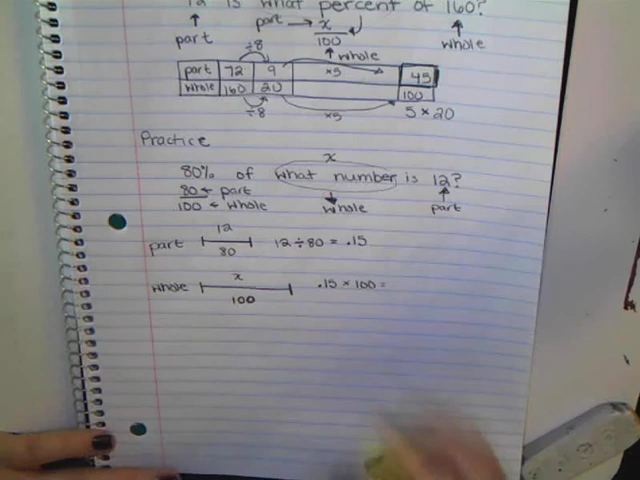 12 is what percent of 160?
part → x
100
part
whole
whole
÷8
part 72 9 ×5 45
whole 160 20 100
÷8 ×5 5 × 20
Practice
x
80% of what number is 12?
80 ← part
100 ← whole
whole
part
12
part
80
12 ÷ 80 = .15
x
whole
100
.15 × 100 =